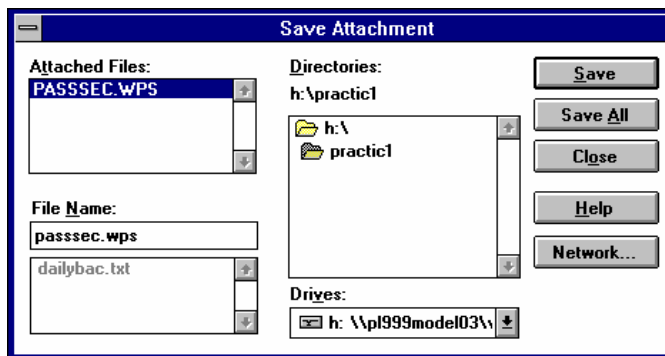 Save Attachment
Attached Files:
PASSSEC.WPS
File Name:
passsec.wps
dailybac.txt
Directories:
h:\practic1
h:\
practic1
Drives:
h: \\pl999model03\
Save
Save All
Close
Help
Network...